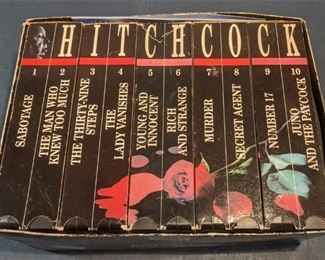 HITCHCOCK
1 2 3 4 5 6 7 8 9 10
SABOTAGE
THE MAN WHO
KNEW TOO MUCH
THE THIRTY-NINE
STEPS
THE
LADY VANISHES
YOUNG AND
INNOCENT
RICH
AND STRANGE
MURDER
SECRET AGENT
NUMBER 17
JUNO
AND THE PAYCOCK